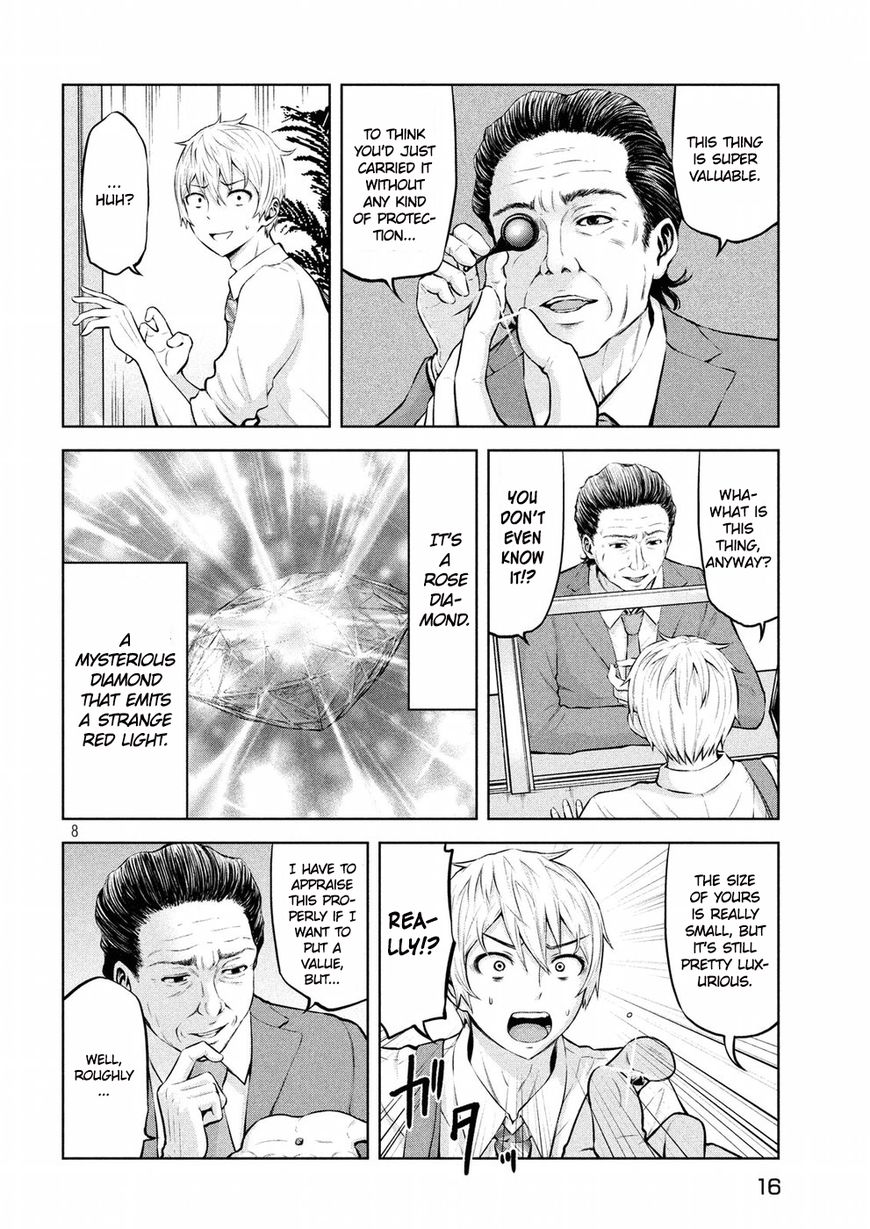 THIS THING
IS SUPER
VALUABLE.
TO THINK
YOU'D JUST
CARRIED IT
WITHOUT
ANY KIND
OF PROTEC-
TION...
...
HUH?
WHA-
WHAT IS
THIS
THING,
ANYWAY?
YOU
DON'T
EVEN
KNOW
IT!?
IT'S
A
ROSE
DIA-
MOND.
A
MYSTERIOUS
DIAMOND
THAT EMITS
A STRANGE
RED LIGHT.
8
THE SIZE
OF YOURS
IS REALLY
SMALL, BUT
IT'S STILL
PRETTY LUX-
URIOUS.
REA-
LLY!?
ガタッ
I HAVE TO
APPRAISE
THIS PRO-
PERLY IF I
WANT TO
PUT A
VALUE,
BUT...
WELL,
ROUGHLY
...
16